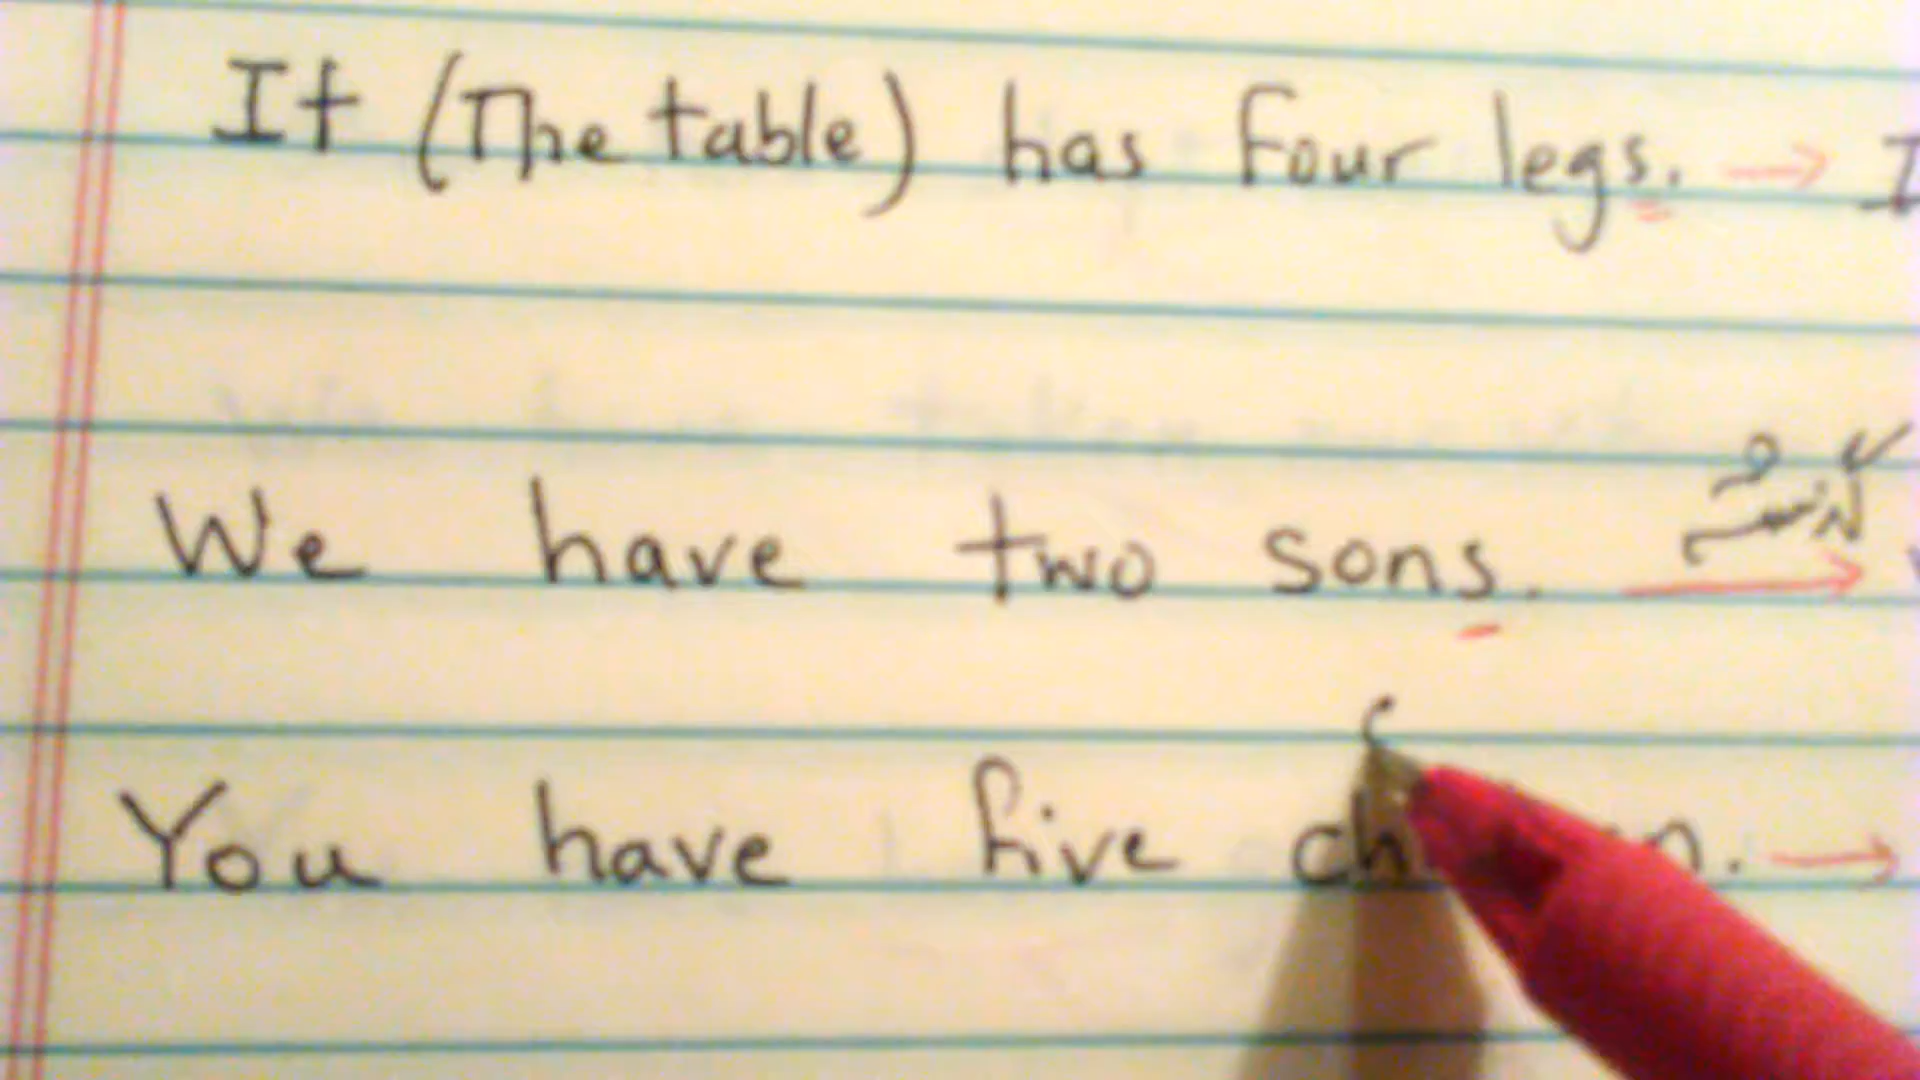 It (The table) has four legs. →
We have two sons. →
You have five →